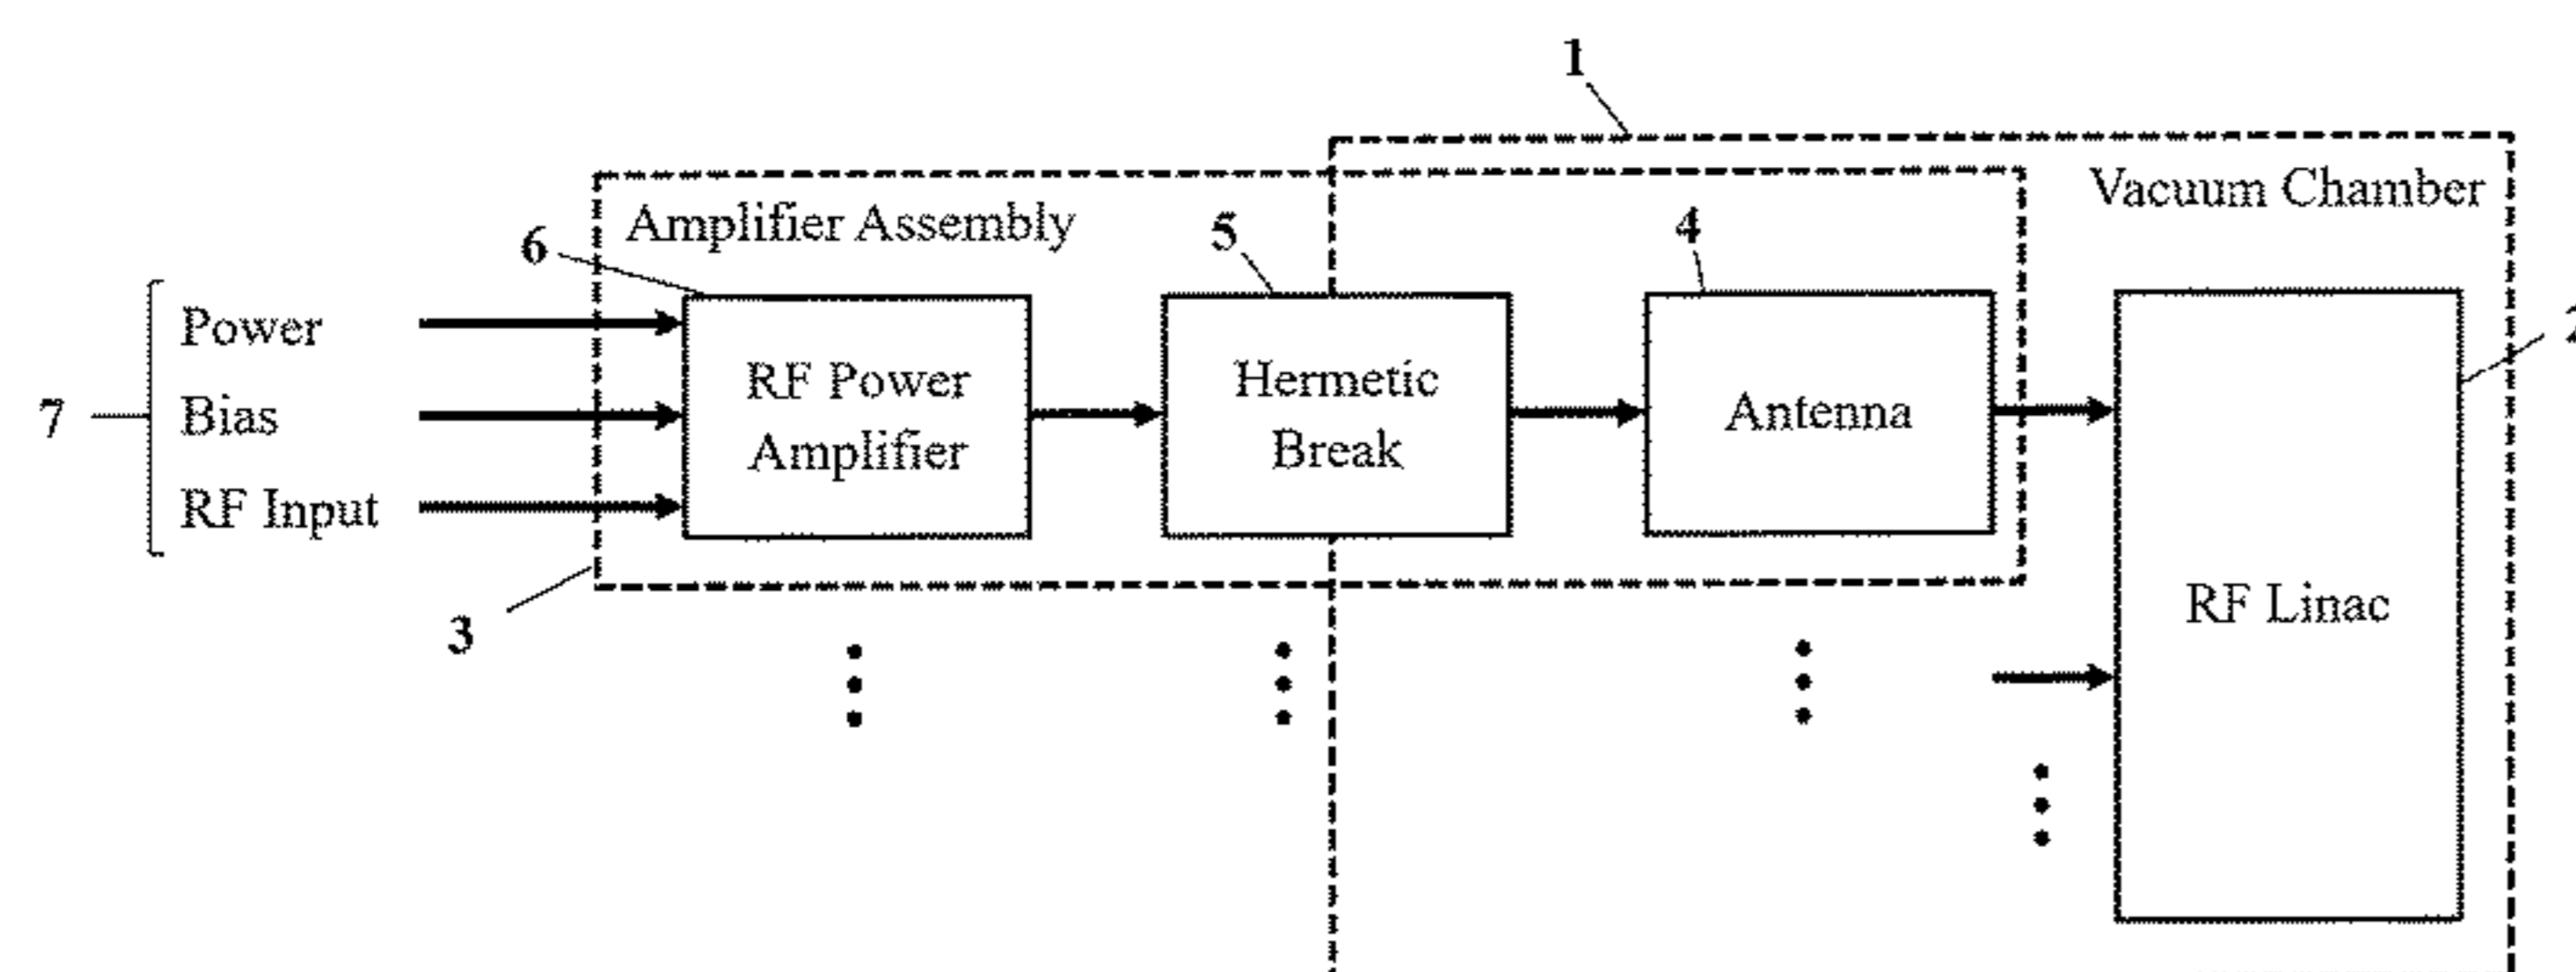 1
Vacuum Chamber
Amplifier Assembly
6
5
4
2
7
Power
Bias
RF Input
RF Power
Amplifier
Hermetic
Break
Antenna
RF Linac
3